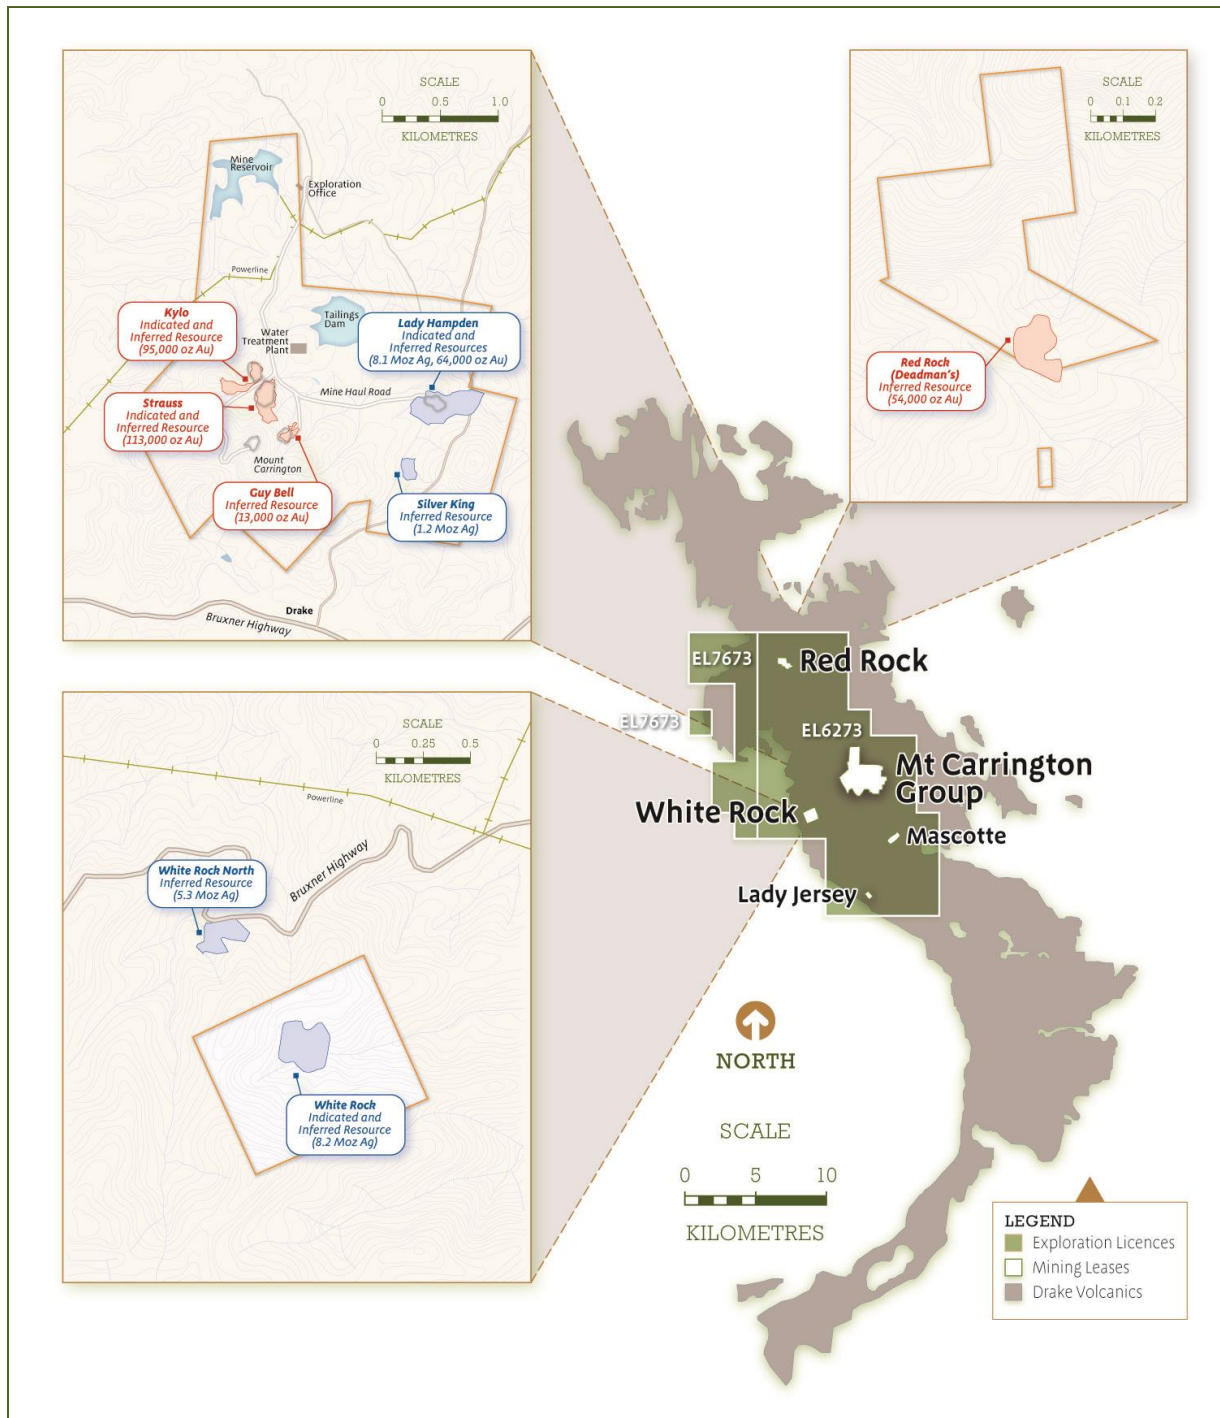 SCALE
0 0.5 1.0
KILOMETRES
Mine
Reservoir
Exploration
Office
Powerline
Kylo
Indicated and
Inferred Resource
(95,000 oz Au)
Water
Treatment
Plant
Tailings
Dam
Lady Hampden
Indicated and
Inferred Resources
(8.1 Moz Ag, 64,000 oz Au)
Mine Haul Road
Strauss
Indicated and
Inferred Resource
(113,000 oz Au)
Mount
Carrington
Guy Bell
Inferred Resource
(13,000 oz Au)
Silver King
Inferred Resource
(1.2 Moz Ag)
Drake
Bruxner Highway
SCALE
0 0.1 0.2
KILOMETRES
Red Rock
(Deadman's)
Inferred Resource
(54,000 oz Au)
SCALE
0 0.25 0.5
KILOMETRES
Powerline
Bruxner Highway
White Rock North
Inferred Resource
(5.3 Moz Ag)
White Rock
Indicated and
Inferred Resource
(8.2 Moz Ag)
EL7673
Red Rock
EL7673
EL6273
Mt Carrington
Group
White Rock
Mascotte
Lady Jersey
NORTH
SCALE
0 5 10
KILOMETRES
LEGEND
Exploration Licences
Mining Leases
Drake Volcanics